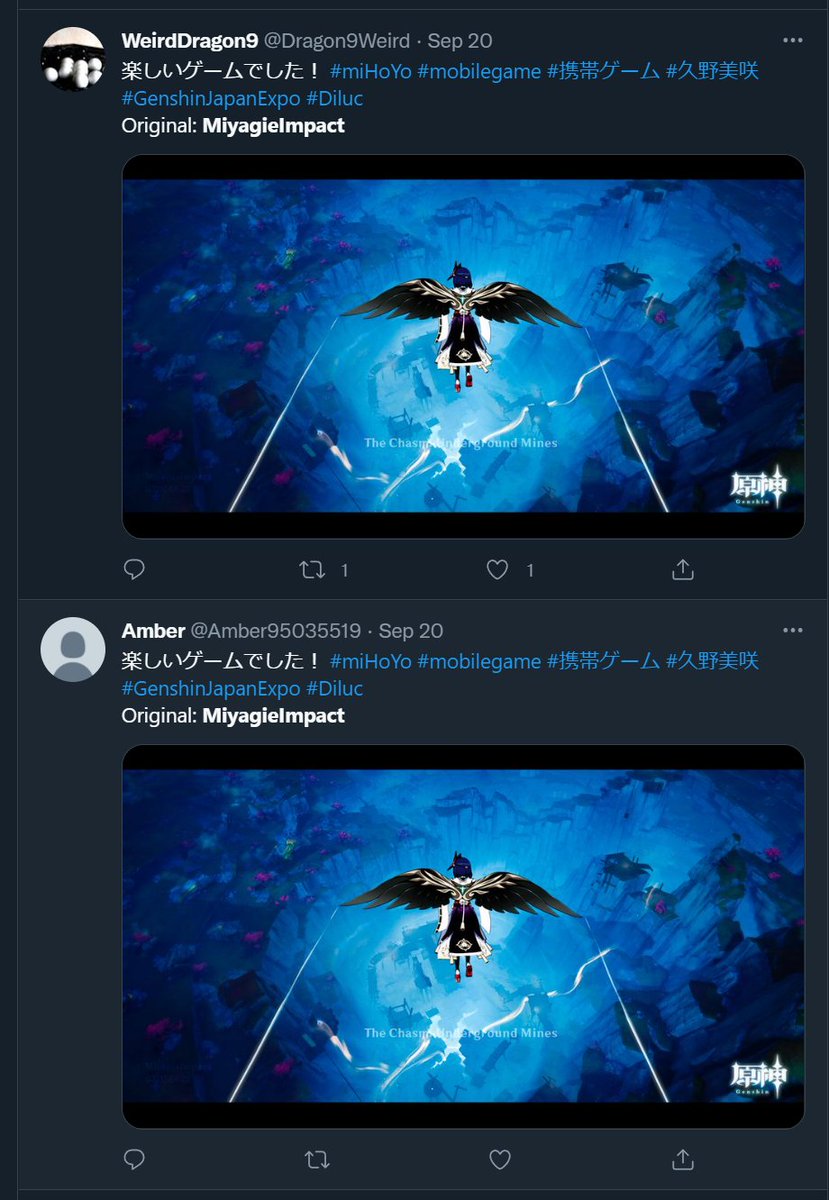 WeirdDragon9 @Dragon9Weird · Sep 20
楽しいゲームでした！ #miHoYo #mobilegame #携帯ゲーム #久野美咲
#GenshinJapanExpo #Diluc
Original: MiyagieImpact
The Chasm: Underground Mines
原神
Genshin
1 1
Amber @Amber95035519 · Sep 20
楽しいゲームでした！ #miHoYo #mobilegame #携帯ゲーム #久野美咲
#GenshinJapanExpo #Diluc
Original: MiyagieImpact
The Chasm: Underground Mines
原神
Genshin